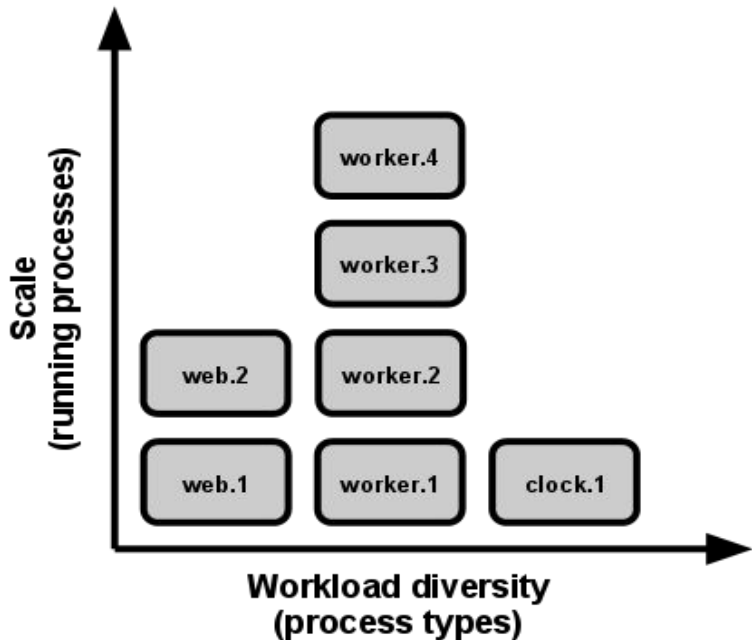 worker.4
worker.3
Scale
(running processes)
web.2
worker.2
web.1
worker.1
clock.1
Workload diversity
(process types)